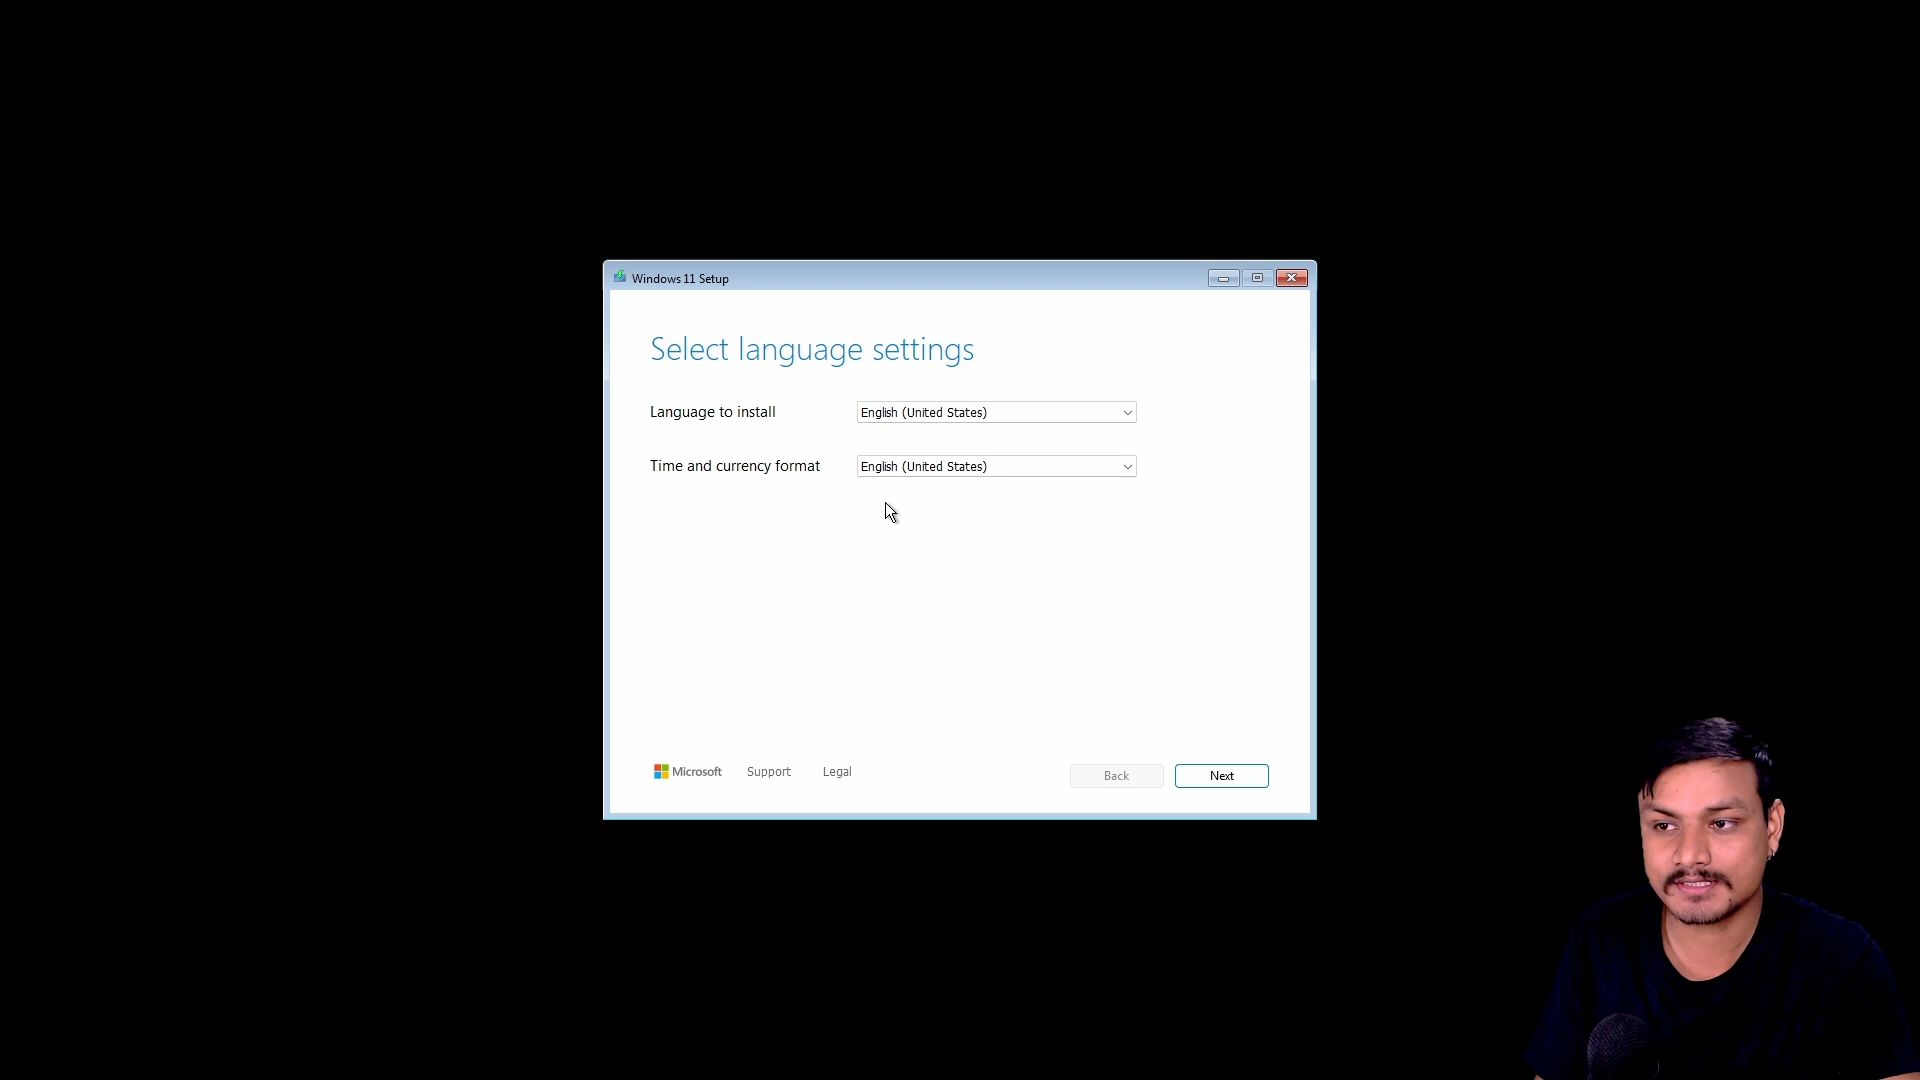 Windows 11 Setup
Select language settings
Language to install
English (United States)
Time and currency format
English (United States)
Microsoft
Support
Legal
Back
Next